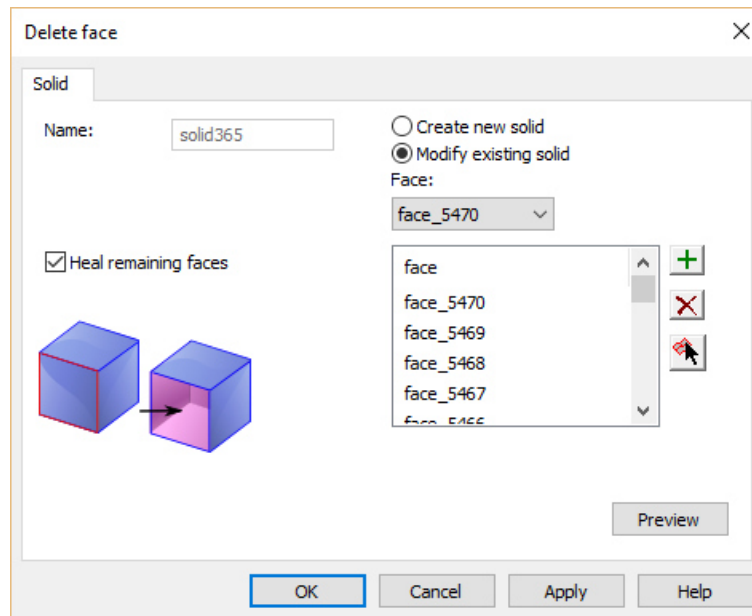 Delete face
Solid
Name:
solid365
Create new solid
Modify existing solid
Face:
face_5470
Heal remaining faces
face
face_5470
face_5469
face_5468
face_5467
face_5466
Preview
OK
Cancel
Apply
Help